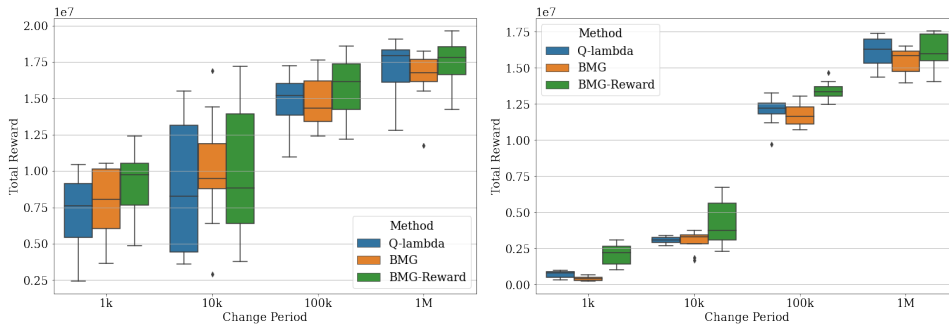 1e7
2.00
1.75
1.50
1.25
1.00
0.75
0.50
0.25
Total Reward
Method
Q-lambda
BMG
BMG-Reward
1k
10k
100k
1M
Change Period
1e7
1.75
1.50
1.25
1.00
0.75
0.50
0.25
0.00
Total Reward
Method
Q-lambda
BMG
BMG-Reward
1k
10k
100k
1M
Change Period